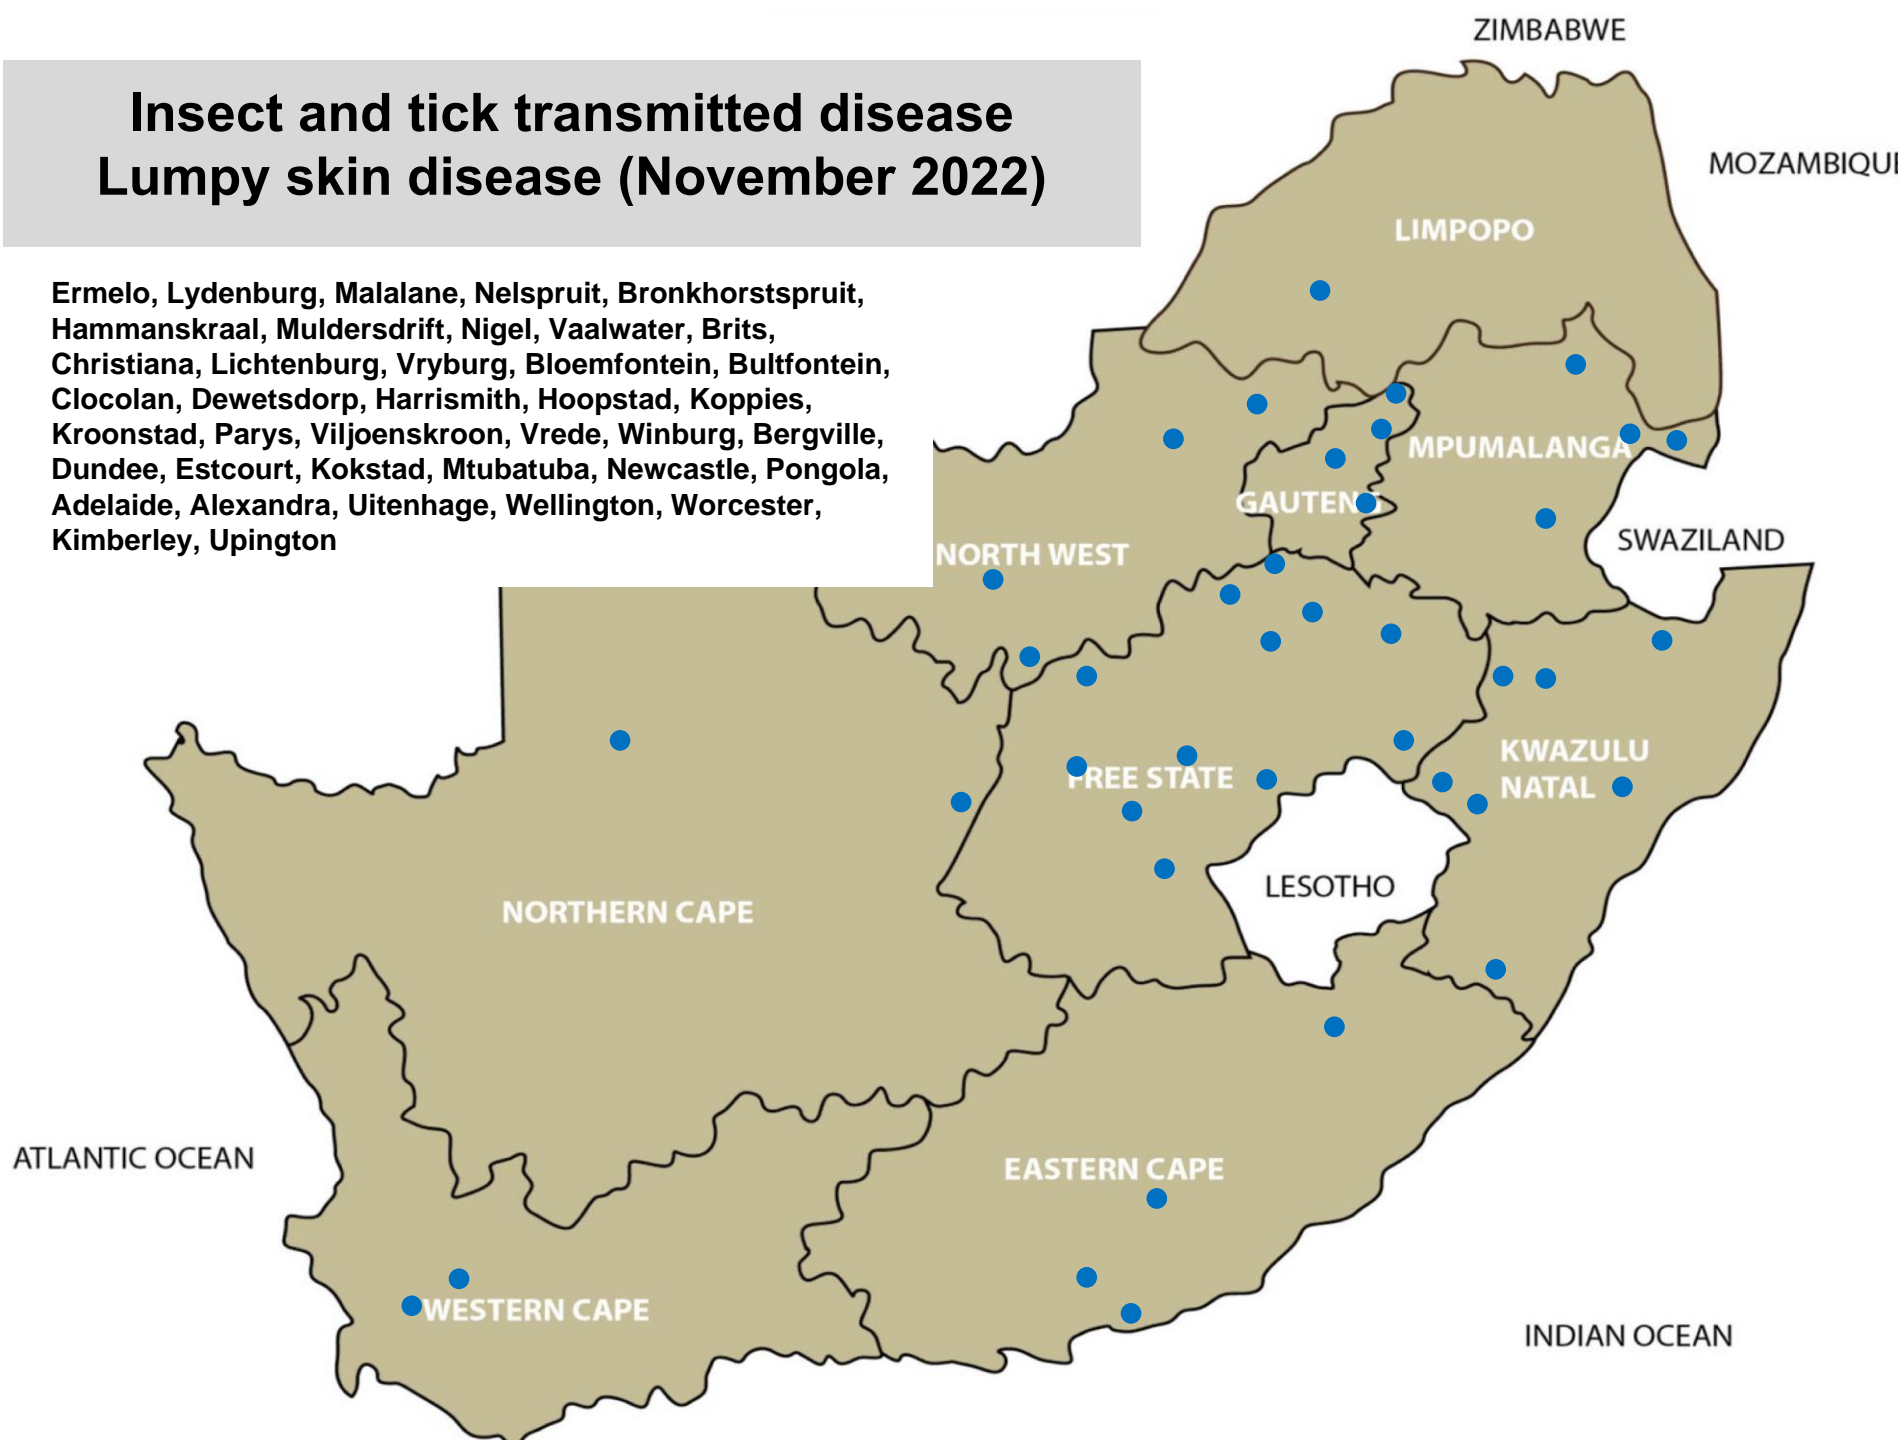 ZIMBABWE
Insect and tick transmitted disease
Lumpy skin disease (November 2022)
MOZAMBIQUE
LIMPOPO
Ermelo, Lydenburg, Malalane, Nelspruit, Bronkhorstspruit,
Hammanskraal, Muldersdrift, Nigel, Vaalwater, Brits,
Christiana, Lichtenburg, Vryburg, Bloemfontein, Bultfontein,
Clocolan, Dewetsdorp, Harrismith, Hoopstad, Koppies,
Kroonstad, Parys, Viljoenskroon, Vrede, Winburg, Bergville,
Dundee, Estcourt, Kokstad, Mtubatuba, Newcastle, Pongola,
Adelaide, Alexandra, Uitenhage, Wellington, Worcester,
Kimberley, Upington
MPUMALANGA
GAUTENG
SWAZILAND
NORTH WEST
KWAZULU
NATAL
FREE STATE
LESOTHO
NORTHERN CAPE
ATLANTIC OCEAN
EASTERN CAPE
WESTERN CAPE
INDIAN OCEAN